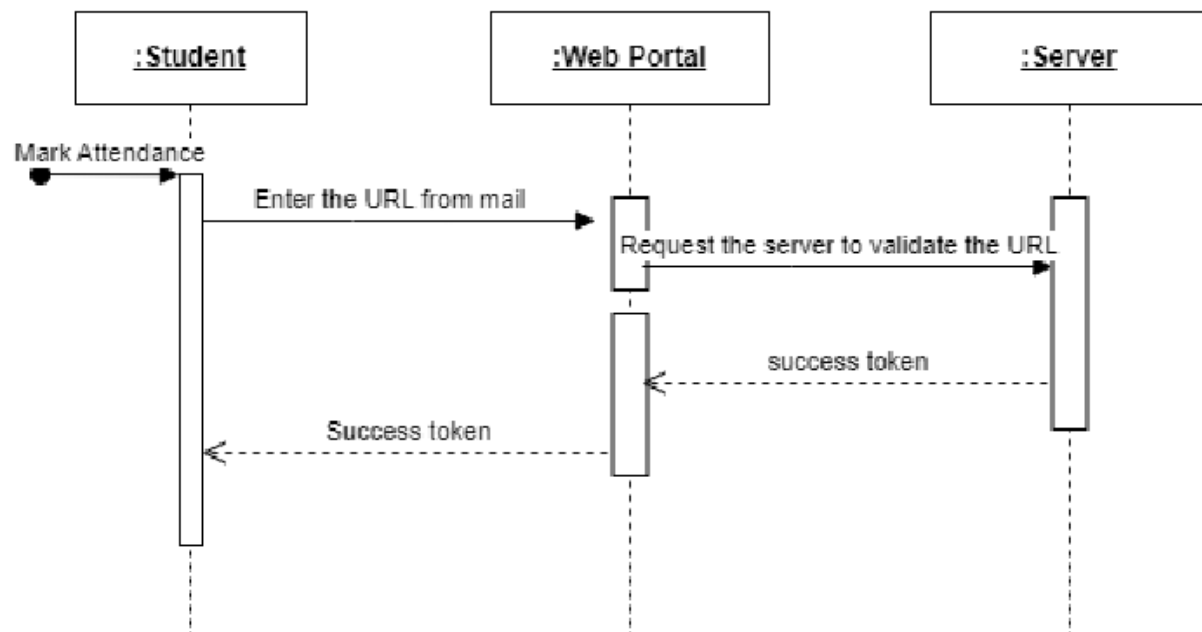 :Student
:Web Portal
:Server
Mark Attendance
Enter the URL from mail
Request the server to validate the URL
success token
Success token